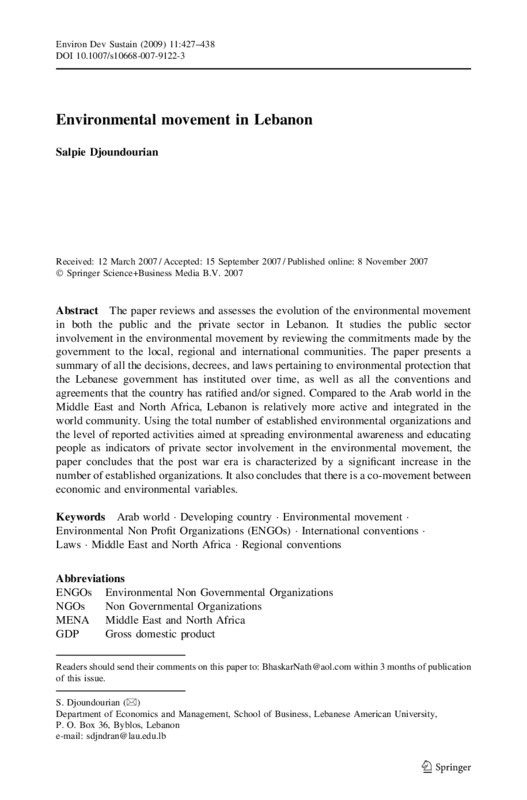 Environ Dev Sustain (2009) 11:427–438
DOI 10.1007/s10668-007-9122-3
Environmental movement in Lebanon
Salpie Djoundourian
Received: 12 March 2007 / Accepted: 15 September 2007 / Published online: 8 November 2007
© Springer Science+Business Media B.V. 2007
Abstract The paper reviews and assesses the evolution of the environmental movement
in both the public and the private sector in Lebanon. It studies the public sector
involvement in the environmental movement by reviewing the commitments made by the
government to the local, regional and international communities. The paper presents a
summary of all the decisions, decrees, and laws pertaining to environmental protection that
the Lebanese government has instituted over time, as well as all the conventions and
agreements that the country has ratified and/or signed. Compared to the Arab world in the
Middle East and North Africa, Lebanon is relatively more active and integrated in the
world community. Using the total number of established environmental organizations and
the level of reported activities aimed at spreading environmental awareness and educating
people as indicators of private sector involvement in the environmental movement, the
paper concludes that the post war era is characterized by a significant increase in the
number of established organizations. It also concludes that there is a co-movement between
economic and environmental variables.
Keywords Arab world · Developing country · Environmental movement ·
Environmental Non Profit Organizations (ENGOs) · International conventions ·
Laws · Middle East and North Africa · Regional conventions
Abbreviations
ENGOs Environmental Non Governmental Organizations
NGOs Non Governmental Organizations
MENA Middle East and North Africa
GDP Gross domestic product
Readers should send their comments on this paper to: BhaskarNath@aol.com within 3 months of publication
of this issue.
S. Djoundourian (✉)
Department of Economics and Management, School of Business, Lebanese American University,
P. O. Box 36, Byblos, Lebanon
e-mail: sdjndran@lau.edu.lb
Springer